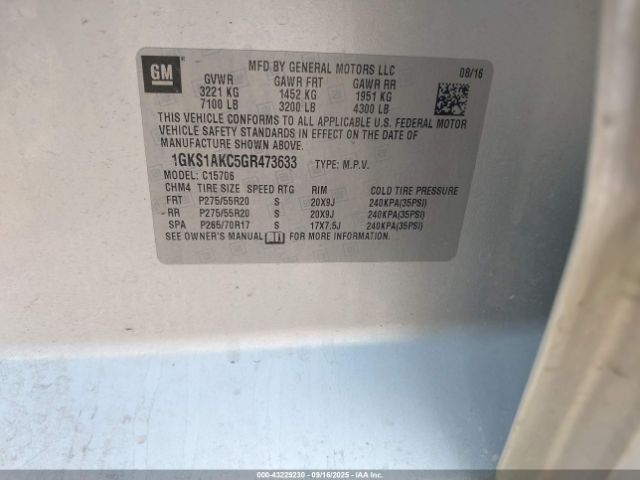 GM
MFD BY GENERAL MOTORS LLC 08/16
GVWR GAWR FRT GAWR RR
3221 KG 1452 KG 1951 KG
7100 LB 3200 LB 4300 LB
THIS VEHICLE CONFORMS TO ALL APPLICABLE U.S. FEDERAL MOTOR
VEHICLE SAFETY STANDARDS IN EFFECT ON THE DATE OF
MANUFACTURE SHOWN ABOVE.
1GKS1AKC5GR473633 TYPE: M.P.V.
MODEL: C15706
CHM4 TIRE SIZE SPEED RTG RIM COLD TIRE PRESSURE
FRT P275/55R20 S 20X9J 240KPA(35PSI)
RR P275/55R20 S 20X9J 240KPA(35PSI)
SPA P265/70R17 S 17X7.5J 240KPA(35PSI)
SEE OWNER'S MANUAL FOR MORE INFORMATION.
000-43229230 - 09/16/2025 - IAAI.CA